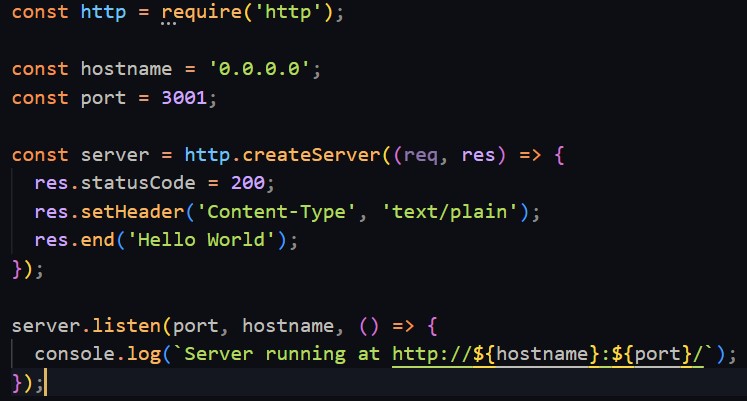 const http = require('http');

const hostname = '0.0.0.0';
const port = 3001;

const server = http.createServer((req, res) => {
  res.statusCode = 200;
  res.setHeader('Content-Type', 'text/plain');
  res.end('Hello World');
});

server.listen(port, hostname, () => {
  console.log(`Server running at http://${hostname}:${port}/`);
});